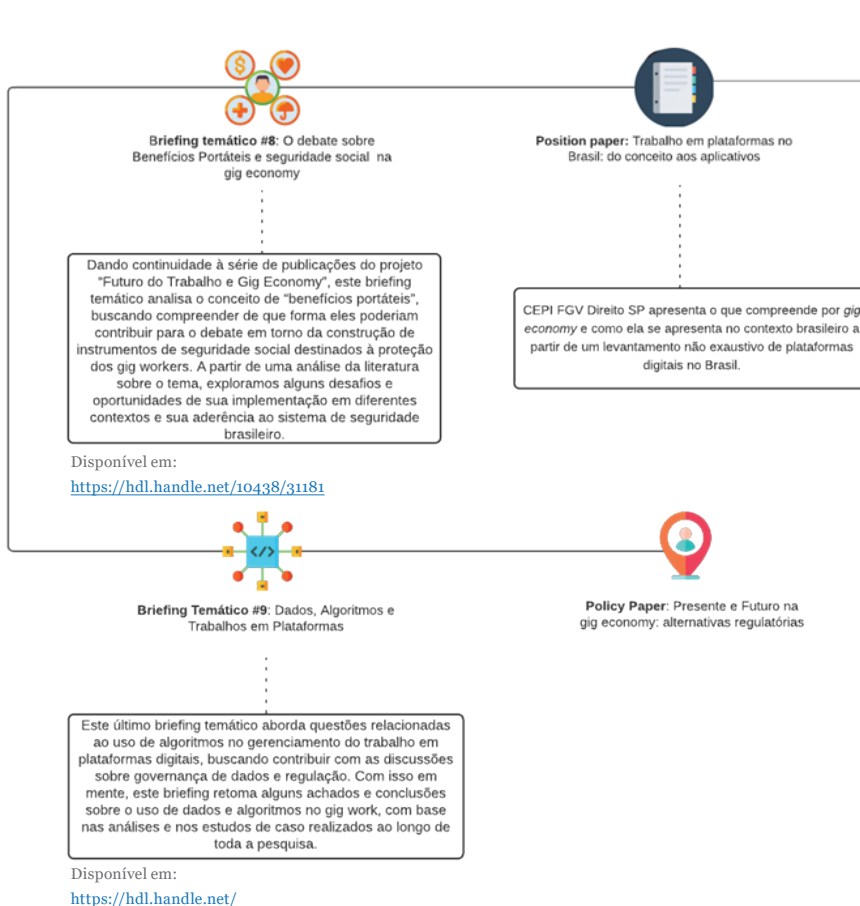 $
Briefing temático #8: O debate sobre
Benefícios Portáteis e seguridade social na
gig economy
Position paper: Trabalho em plataformas no
Brasil: do conceito aos aplicativos
Dando continuidade à série de publicações do projeto
"Futuro do Trabalho e Gig Economy", este briefing
temático analisa o conceito de "benefícios portáteis",
buscando compreender de que forma eles poderiam
contribuir para o debate em torno da construção de
instrumentos de seguridade social destinados à proteção
dos gig workers. A partir de uma análise da literatura
sobre o tema, exploramos alguns desafios e
oportunidades de sua implementação em diferentes
contextos e sua aderência ao sistema de seguridade
brasileiro.
CEPI FGV Direito SP apresenta o que compreende por gig
economy e como ela se apresenta no contexto brasileiro a
partir de um levantamento não exaustivo de plataformas
digitais no Brasil.
Disponível em:
https://hdl.handle.net/10438/31181
</>
Briefing Temático #9: Dados, Algoritmos e
Trabalhos em Plataformas
Policy Paper: Presente e Futuro na
gig economy: alternativas regulatórias
Este último briefing temático aborda questões relacionadas
ao uso de algoritmos no gerenciamento do trabalho em
plataformas digitais, buscando contribuir com as discussões
sobre governança de dados e regulação. Com isso em
mente, este briefing retoma alguns achados e conclusões
sobre o uso de dados e algoritmos no gig work, com base
nas análises e nos estudos de caso realizados ao longo de
toda a pesquisa.
Disponível em:
https://hdl.handle.net/